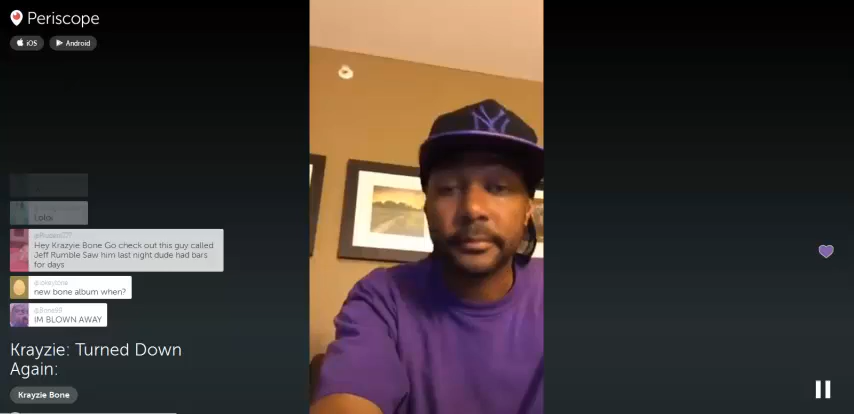 Periscope
iOS
Android
Lolol
Hey Krazyie Bone Go check out this guy called
Jeff Rumble Saw him last night dude had bars
for days
new bone album when?
IM BLOWN AWAY
Krayzie: Turned Down
Again:
Krayzie Bone
NY